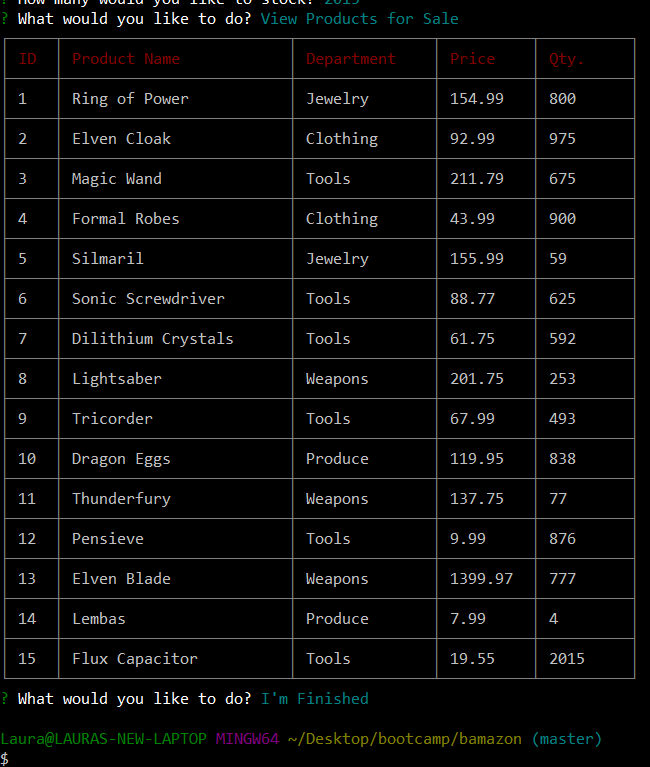 ? How many would you like to stock? 2015
? What would you like to do? View Products for Sale
ID Product Name Department Price Qty.
1 Ring of Power Jewelry 154.99 800
2 Elven Cloak Clothing 92.99 975
3 Magic Wand Tools 211.79 675
4 Formal Robes Clothing 43.99 900
5 Silmaril Jewelry 155.99 59
6 Sonic Screwdriver Tools 88.77 625
7 Dilithium Crystals Tools 61.75 592
8 Lightsaber Weapons 201.75 253
9 Tricorder Tools 67.99 493
10 Dragon Eggs Produce 119.95 838
11 Thunderfury Weapons 137.75 77
12 Pensieve Tools 9.99 876
13 Elven Blade Weapons 1399.97 777
14 Lembas Produce 7.99 4
15 Flux Capacitor Tools 19.55 2015
? What would you like to do? I'm Finished
Laura@LAURAS-NEW-LAPTOP MINGW64 ~/Desktop/bootcamp/bamazon (master)
$